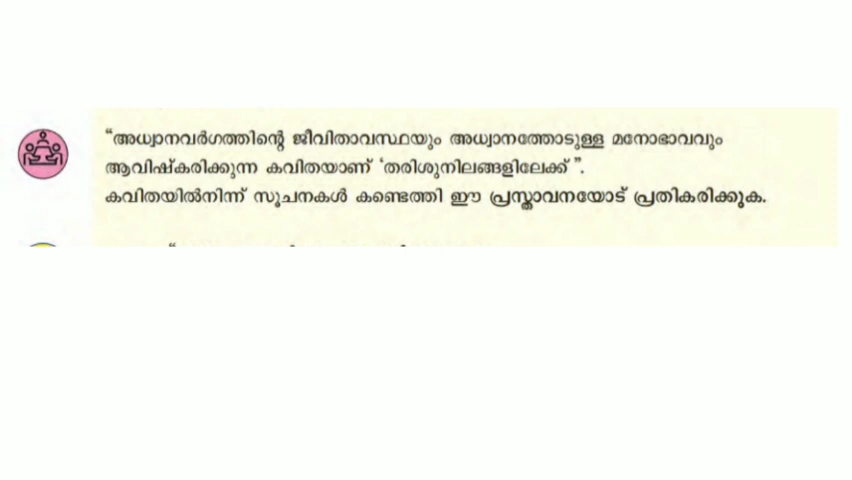 “അധ്വാനവർഗത്തിന്റെ ജീവിതാവസ്ഥയും അധ്വാനത്തോടുള്ള മനോഭാവവും
ആവിഷ്കരിക്കുന്ന കവിതയാണ് ‘തരിശുനിലങ്ങളിലേക്ക് ”.
കവിതയിൽനിന്ന് സൂചനകൾ കണ്ടെത്തി ഈ പ്രസ്താവനയോട് പ്രതികരിക്കുക.